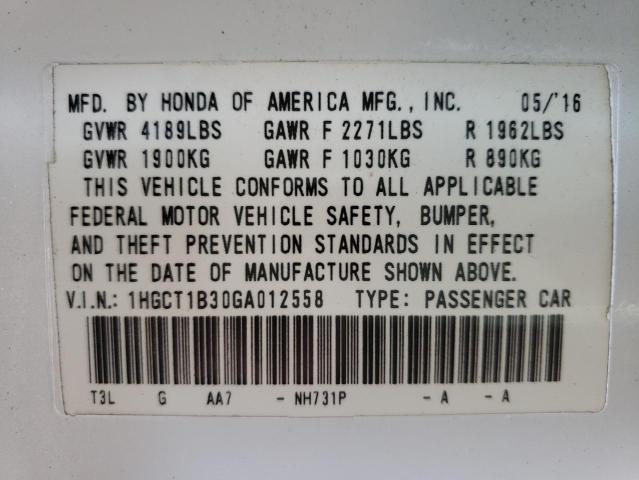 MFD. BY HONDA OF AMERICA MFG., INC. 05/'16
GVWR 4189LBS GAWR F 2271LBS R 1962LBS
GVWR 1900KG GAWR F 1030KG R 890KG
THIS VEHICLE CONFORMS TO ALL APPLICABLE
FEDERAL MOTOR VEHICLE SAFETY, BUMPER,
AND THEFT PREVENTION STANDARDS IN EFFECT
ON THE DATE OF MANUFACTURE SHOWN ABOVE.
V.I.N.: 1HGCT1B30GA012558 TYPE: PASSENGER CAR
T3L G AA7 - NH731P - A - A